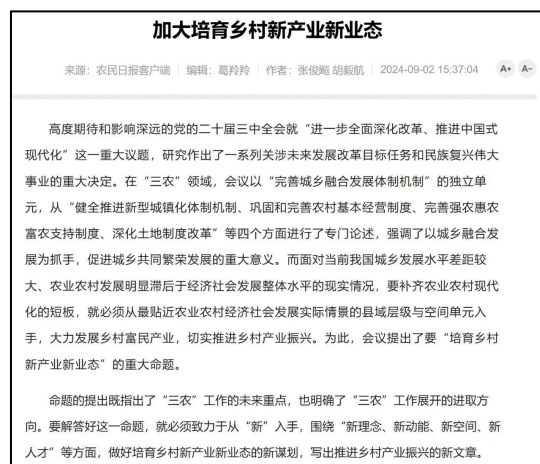 加大培育乡村新产业新业态
来源：农民日报客户端 编辑：葛羚羚 作者：张俊飚 胡毅航 2024-09-02 15:37:04 A+ A-
高度期待和影响深远的党的二十届三中全会就“进一步全面深化改革、推进中国式
现代化”这一重大议题，研究作出了一系列关涉未来发展改革目标任务和民族复兴伟大
事业的重大决定。在“三农”领域，会议以“完善城乡融合发展体制机制”的独立单
元，从“健全推进新型城镇化体制机制、巩固和完善农村基本经营制度、完善强农惠农
富农支持制度、深化土地制度改革”等四个方面进行了专门论述，强调了以城乡融合发
展为抓手，促进城乡共同繁荣发展的重大意义。而面对当前我国城乡发展水平差距较
大、农业农村发展明显滞后于经济社会发展整体水平的现实情况，要补齐农业农村现代
化的短板，就必须从最贴近农业农村经济社会发展实际情景的县域层级与空间单元入
手，大力发展乡村富民产业，切实推进乡村产业振兴。为此，会议提出了要“培育乡村
新产业新业态”的重大命题。
命题的提出既指出了“三农”工作的未来重点，也明确了“三农”工作展开的进取方
向。要解答好这一命题，就必须致力于从“新”入手，围绕“新理念、新动能、新空间、新
人才”等方面，做好培育乡村新产业新业态的新谋划，写出推进乡村产业振兴的新文章。